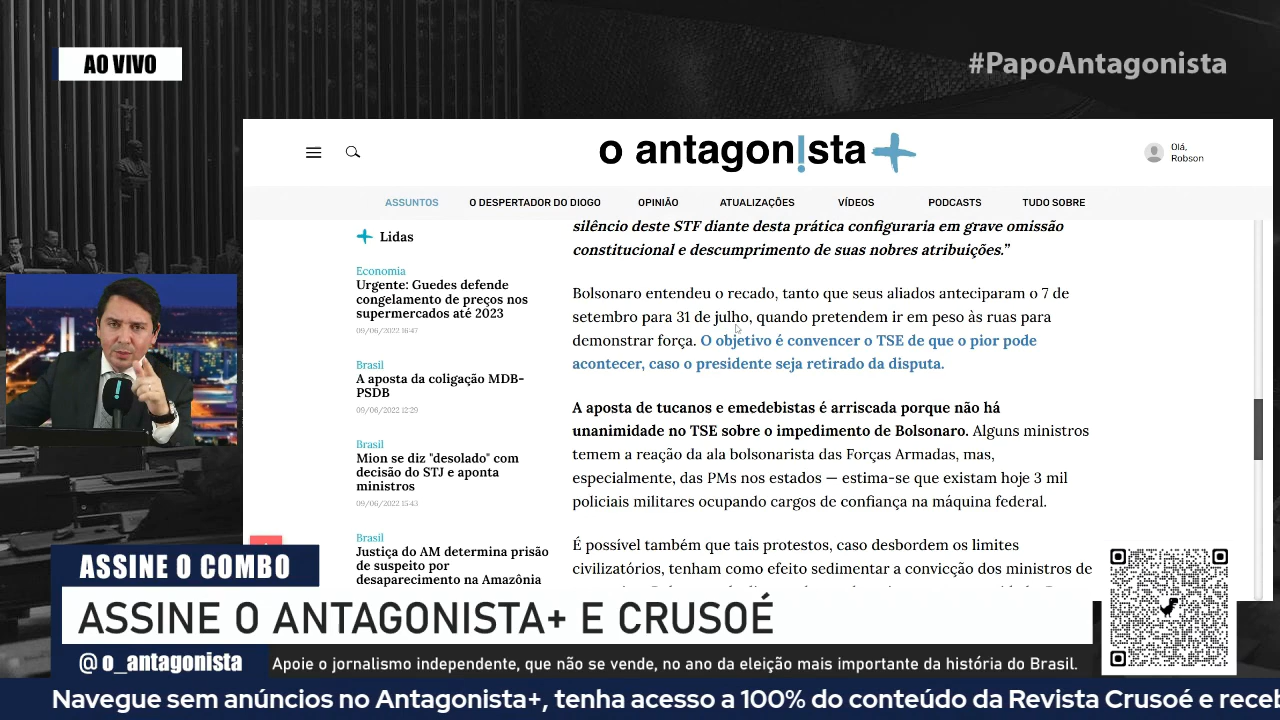 AO VIVO
#PapoAntagonista
o antagon!sta+
Olá,
Robson
ASSUNTOS
O DESPERTADOR DO DIOGO
OPINIÃO
ATUALIZAÇÕES
VÍDEOS
PODCASTS
TUDO SOBRE
+ Lidas
Economia
Urgente: Guedes defende
congelamento de preços nos
supermercados até 2023
09/06/2022 16:47
Brasil
A aposta da coligação MDB-
PSDB
09/06/2022 12:29
Brasil
Mion se diz "desolado" com
decisão do STJ e aponta
ministros
09/06/2022 15:43
Brasil
Justiça do AM determina prisão
de suspeito por
desaparecimento na Amazônia
silêncio deste STF diante desta prática configuraria em grave omissão
constitucional e descumprimento de suas nobres atribuições.”
Bolsonaro entendeu o recado, tanto que seus aliados anteciparam o 7 de
setembro para 31 de julho, quando pretendem ir em peso às ruas para
demonstrar força. O objetivo é convencer o TSE de que o pior pode
acontecer, caso o presidente seja retirado da disputa.
A aposta de tucanos e emedebistas é arriscada porque não há
unanimidade no TSE sobre o impedimento de Bolsonaro. Alguns ministros
temem a reação da ala bolsonarista das Forças Armadas, mas,
especialmente, das PMs nos estados — estima-se que existam hoje 3 mil
policiais militares ocupando cargos de confiança na máquina federal.
É possível também que tais protestos, caso desbordem os limites
civilizatórios, tenham como efeito sedimentar a convicção dos ministros de
ASSINE O COMBO
ASSINE O ANTAGONISTA+ E CRUSOÉ
@o_antagonista
Apoie o jornalismo independente, que não se vende, no ano da eleição mais importante da história do Brasil.
Navegue sem anúncios no Antagonista+, tenha acesso a 100% do conteúdo da Revista Crusoé e receb